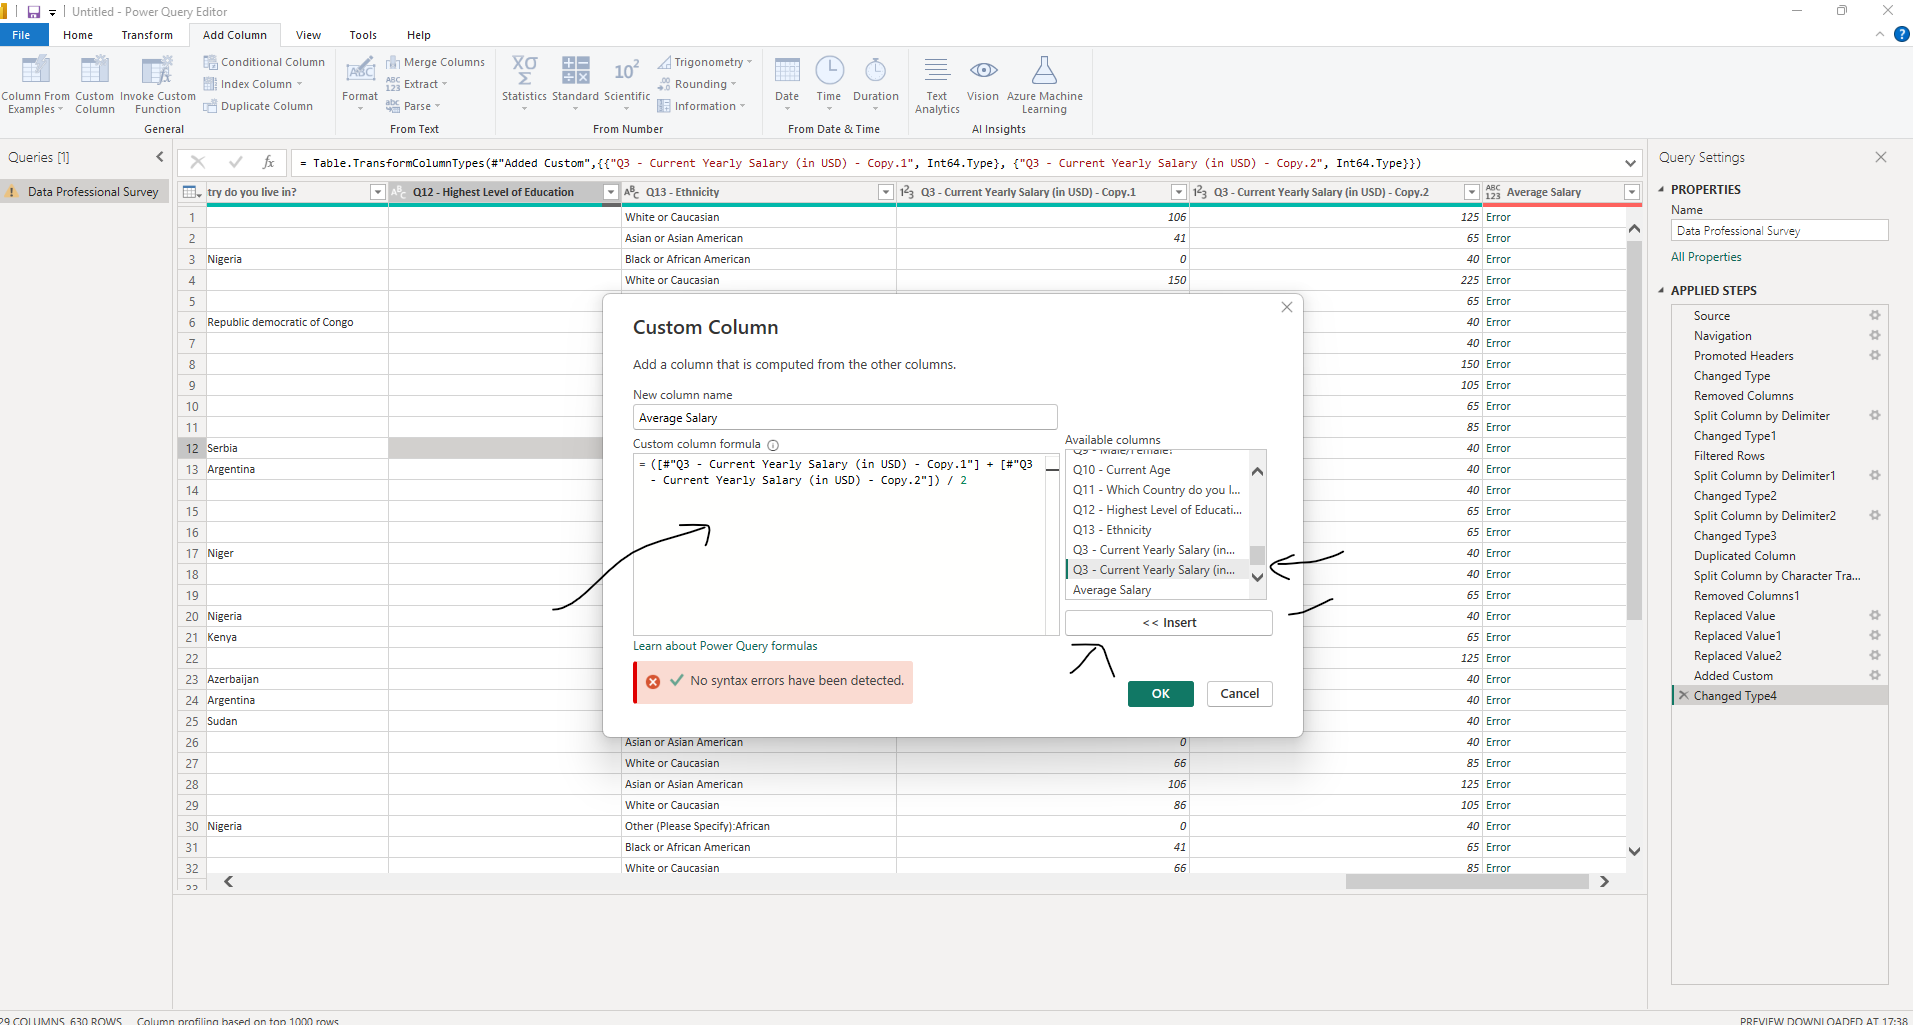 Untitled - Power Query Editor
File Home Transform Add Column View Tools Help
Column From Examples
Custom Column
Invoke Custom Function
Conditional Column
Index Column
Duplicate Column
General
Format
Merge Columns
Extract
Parse
From Text
Statistics
Standard
Scientific
Trigonometry
Rounding
Information
From Number
Date
Time
Duration
From Date & Time
Text Analytics
Vision
Azure Machine Learning
AI Insights
Queries [1]
Data Professional Survey
= Table.TransformColumnTypes(#"Added Custom",{{"Q3 - Current Yearly Salary (in USD) - Copy.1", Int64.Type}, {"Q3 - Current Yearly Salary (in USD) - Copy.2", Int64.Type}})
try do you live in? Q12 - Highest Level of Education Q13 - Ethnicity Q3 - Current Yearly Salary (in USD) - Copy.1 Q3 - Current Yearly Salary (in USD) - Copy.2 Average Salary
1 White or Caucasian 106 125 Error
2 Asian or Asian American 41 65 Error
3 Nigeria Black or African American 0 40 Error
4 White or Caucasian 150 225 Error
5 65 Error
6 Republic democratic of Congo 40 Error
7 40 Error
8 150 Error
9 105 Error
10 65 Error
11 85 Error
12 Serbia 40 Error
13 Argentina 65 Error
14 40 Error
15 65 Error
16 65 Error
17 Niger 40 Error
18 40 Error
19 65 Error
20 Nigeria 40 Error
21 Kenya 65 Error
22 125 Error
23 Azerbaijan 40 Error
24 Argentina 40 Error
25 Sudan 40 Error
26 Asian or Asian American 0 40 Error
27 White or Caucasian 66 85 Error
28 Asian or Asian American 106 125 Error
29 White or Caucasian 86 105 Error
30 Nigeria Other (Please Specify):African 0 40 Error
31 Black or African American 41 65 Error
32 White or Caucasian 66 85 Error
33
Custom Column
Add a column that is computed from the other columns.
New column name
Average Salary
Custom column formula
= ([#"Q3 - Current Yearly Salary (in USD) - Copy.1"] + [#"Q3
- Current Yearly Salary (in USD) - Copy.2"]) / 2
Available columns
Q9 - Male/Female?
Q10 - Current Age
Q11 - Which Country do you l...
Q12 - Highest Level of Educati...
Q13 - Ethnicity
Q3 - Current Yearly Salary (in...
Q3 - Current Yearly Salary (in...
Average Salary
<< Insert
Learn about Power Query formulas
No syntax errors have been detected.
OK
Cancel
Query Settings
PROPERTIES
Name
Data Professional Survey
All Properties
APPLIED STEPS
Source
Navigation
Promoted Headers
Changed Type
Removed Columns
Split Column by Delimiter
Changed Type1
Filtered Rows
Split Column by Delimiter1
Changed Type2
Split Column by Delimiter2
Changed Type3
Duplicated Column
Split Column by Character Tra...
Removed Columns1
Replaced Value
Replaced Value1
Replaced Value2
Added Custom
Changed Type4
29 COLUMNS, 630 ROWS Column profiling based on top 1000 rows
PREVIEW DOWNLOADED AT 17:38